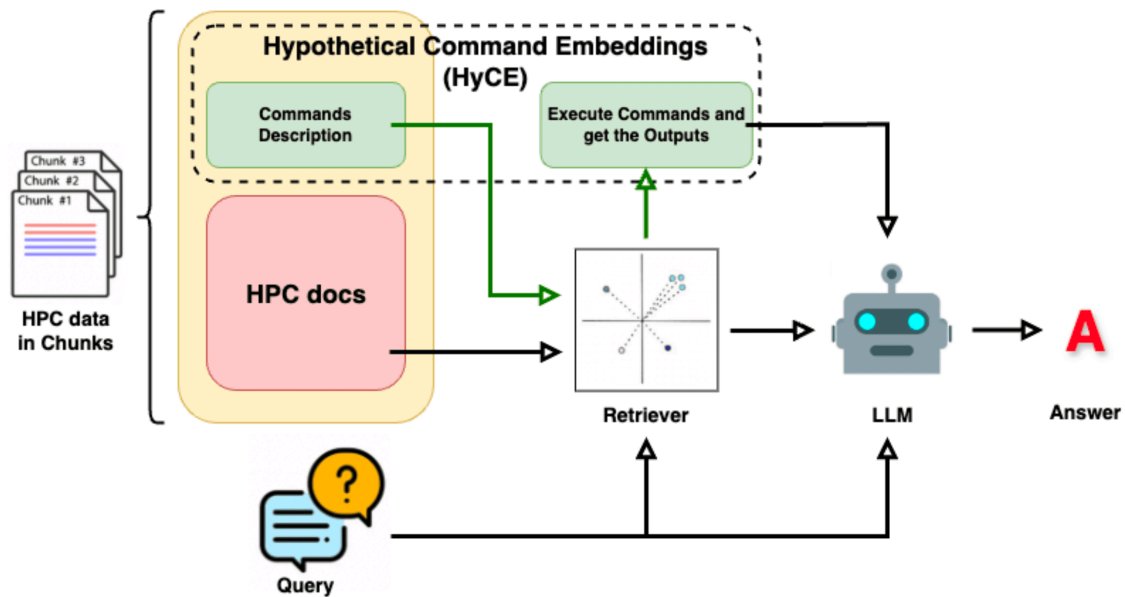 Hypothetical Command Embeddings
(HyCE)
Commands
Description
Execute Commands and
get the Outputs
Chunk #3
Chunk #2
Chunk #1
HPC data
in Chunks
HPC docs
Retriever
LLM
A
Answer
?
Query